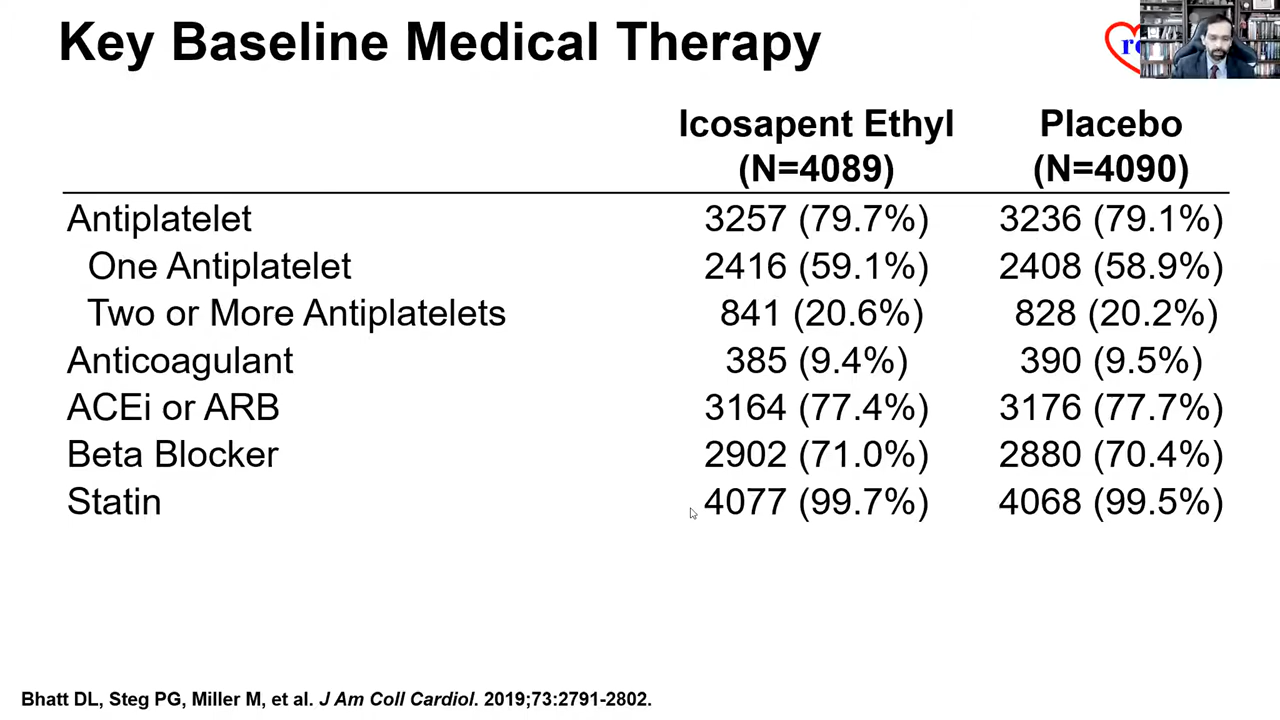 Key Baseline Medical Therapy
Icosapent Ethyl Placebo
(N=4089) (N=4090)
Antiplatelet 3257 (79.7%) 3236 (79.1%)
One Antiplatelet 2416 (59.1%) 2408 (58.9%)
Two or More Antiplatelets 841 (20.6%) 828 (20.2%)
Anticoagulant 385 (9.4%) 390 (9.5%)
ACEi or ARB 3164 (77.4%) 3176 (77.7%)
Beta Blocker 2902 (71.0%) 2880 (70.4%)
Statin 4077 (99.7%) 4068 (99.5%)
Bhatt DL, Steg PG, Miller M, et al. J Am Coll Cardiol. 2019;73:2791-2802.